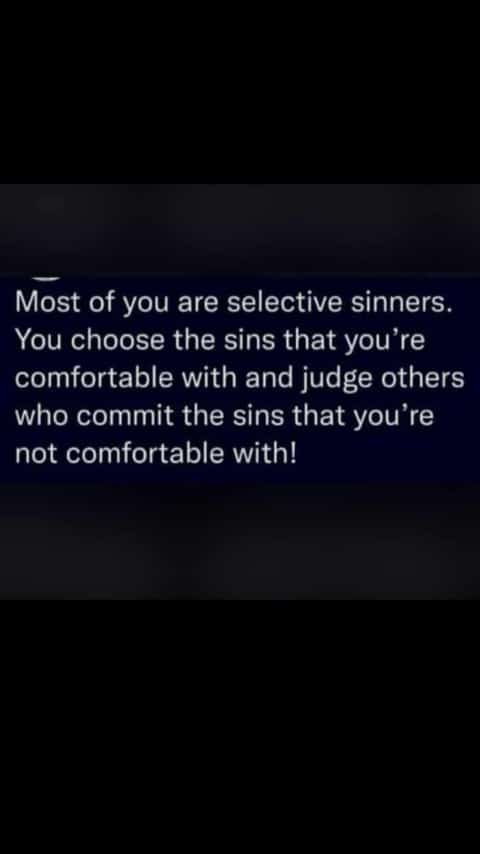 Most of you are selective sinners.
You choose the sins that you’re
comfortable with and judge others
who commit the sins that you’re
not comfortable with!